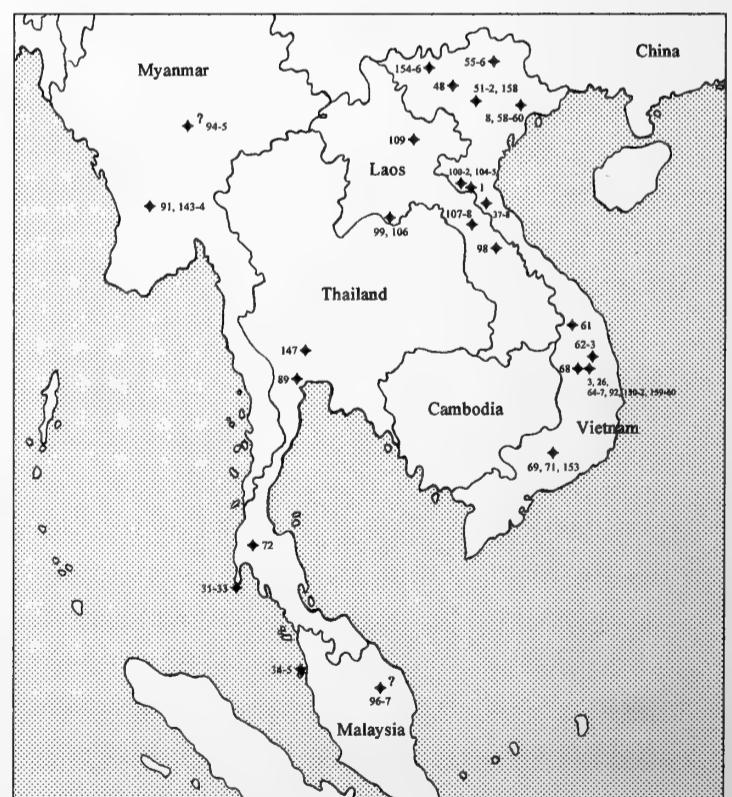 China
Myanmar
154-6
55-6
48
51-2, 158
8, 58-60
? 94-5
109
Laos
100-2, 104-5
1
37-8
91, 143-4
107-8
99, 106
98
Thailand
61
147
62-3
68
89
3, 26,
64-7, 92, 130-2, 159-60
Cambodia
Vietnam
69, 71, 153
72
31-33
34-5
?
96-7
Malaysia